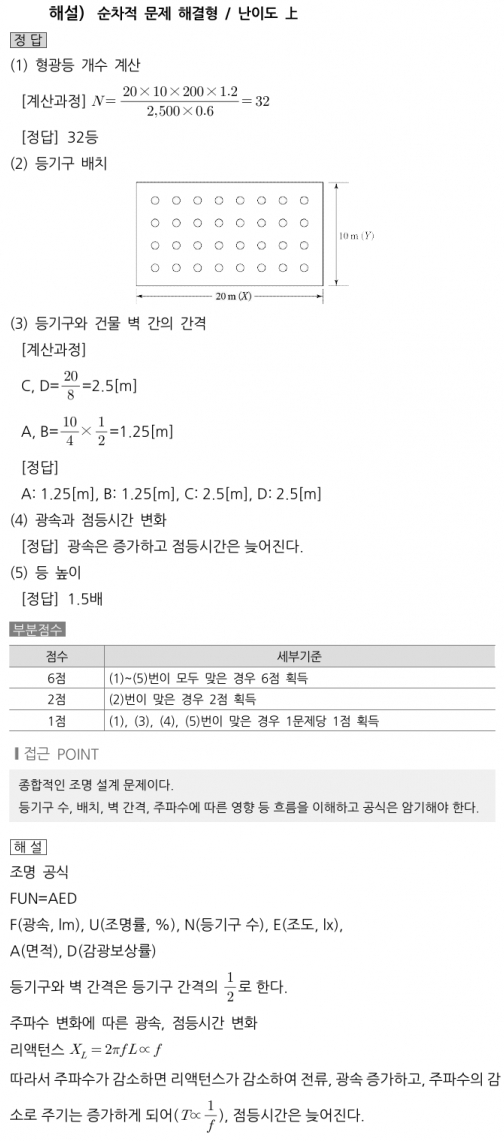 해설) 순차적 문제 해결형 / 난이도 上
정 답
(1) 형광등 개수 계산
[계산과정] N = \frac{20×10×200×1.2}{2,500×0.6} = 32
[정답] 32등
(2) 등기구 배치
10 m (Y)
20 m (X)
(3) 등기구와 건물 벽 간의 간격
[계산과정]
C, D=\frac{20}{8}=2.5[m]
A, B=\frac{10}{4}×\frac{1}{2}=1.25[m]
[정답]
A: 1.25[m], B: 1.25[m], C: 2.5[m], D: 2.5[m]
(4) 광속과 점등시간 변화
[정답] 광속은 증가하고 점등시간은 늦어진다.
(5) 등 높이
[정답] 1.5배
부분점수
점수 세부기준
6점 (1)~(5)번이 모두 맞은 경우 6점 획득
2점 (2)번이 맞은 경우 2점 획득
1점 (1), (3), (4), (5)번이 맞은 경우 1문제당 1점 획득
접근 POINT
종합적인 조명 설계 문제이다.
등기구 수, 배치, 벽 간격, 주파수에 따른 영향 등 흐름을 이해하고 공식은 암기해야 한다.
해 설
조명 공식
FUN=AED
F(광속, lm), U(조명률, %), N(등기구 수), E(조도, lx),
A(면적), D(감광보상률)
등기구와 벽 간격은 등기구 간격의 \frac{1}{2}로 한다.
주파수 변화에 따른 광속, 점등시간 변화
리액턴스 X_L = 2πfL ∝ f
따라서 주파수가 감소하면 리액턴스가 감소하여 전류, 광속 증가하고, 주파수의 감
소로 주기는 증가하게 되어(T∝\frac{1}{f}), 점등시간은 늦어진다.